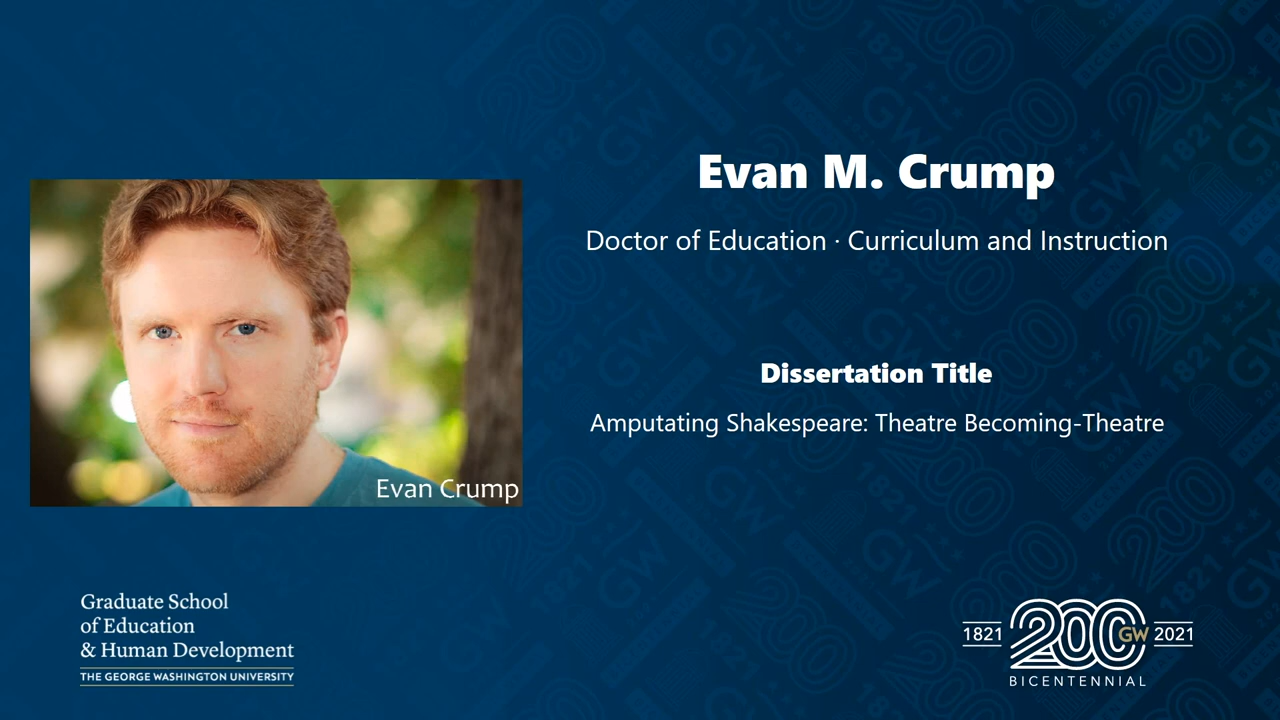 Evan M. Crump
Doctor of Education · Curriculum and Instruction
Dissertation Title
Amputating Shakespeare: Theatre Becoming-Theatre
Evan Crump
Graduate School
of Education
& Human Development
THE GEORGE WASHINGTON UNIVERSITY
1821 200 GW 2021
BICENTENNIAL